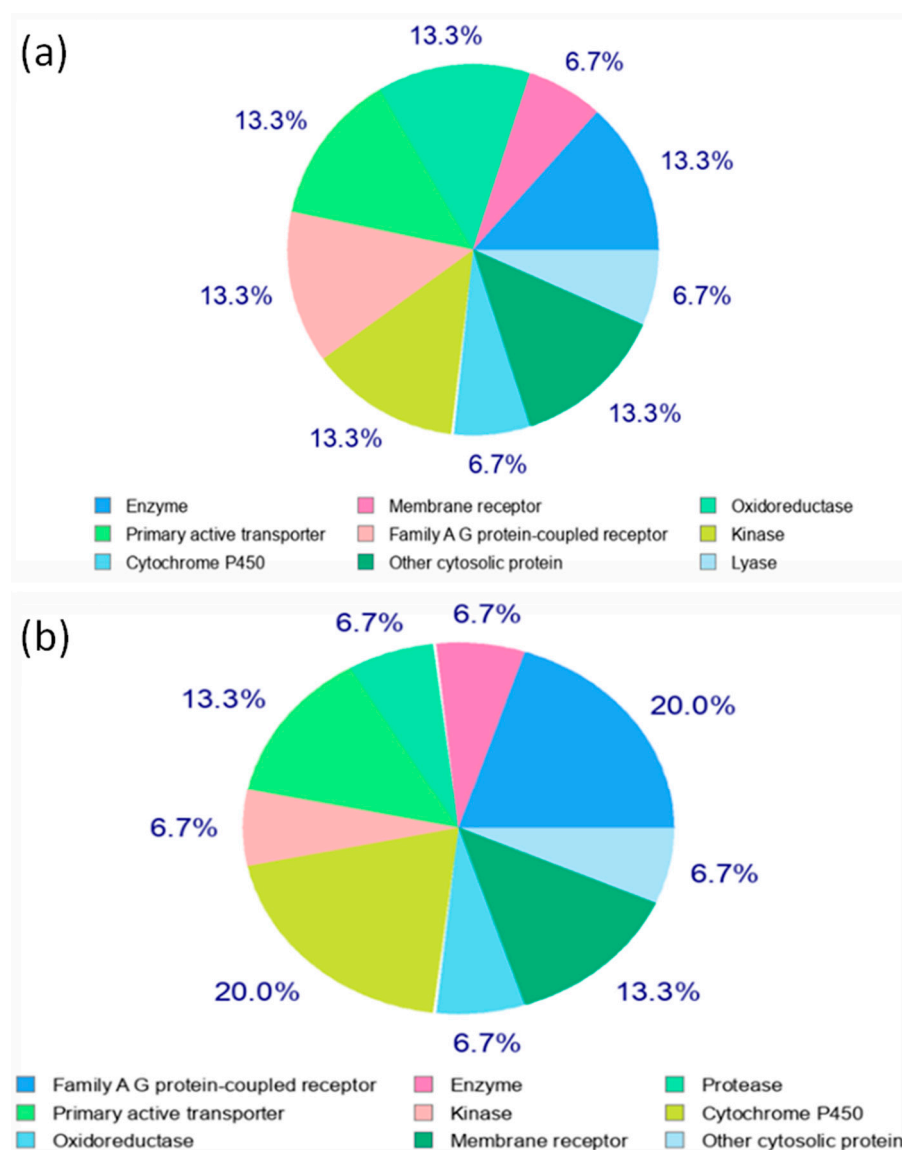 (a)
13.3%
6.7%
13.3%
13.3%
13.3%
6.7%
13.3%
13.3%
6.7%
Enzyme Membrane receptor Oxidoreductase
Primary active transporter Family A G protein-coupled receptor Kinase
Cytochrome P450 Other cytosolic protein Lyase
(b)
6.7%
6.7%
13.3%
20.0%
6.7%
6.7%
20.0%
13.3%
6.7%
Family A G protein-coupled receptor Enzyme Protease
Primary active transporter Kinase Cytochrome P450
Oxidoreductase Membrane receptor Other cytosolic protein